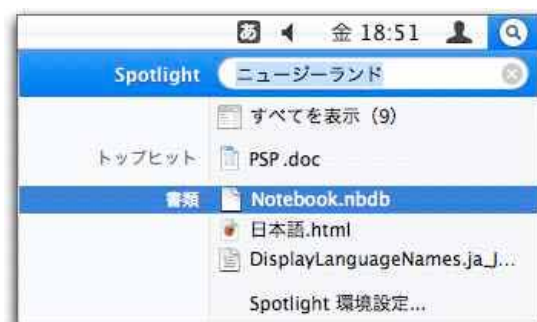 あ 金 18:51
Spotlight ニュージーランド
すべてを表示 (9)
トップヒット PSP.doc
書類 Notebook.nbdb
日本語.html
DisplayLanguageNames.ja_J...
Spotlight 環境設定...